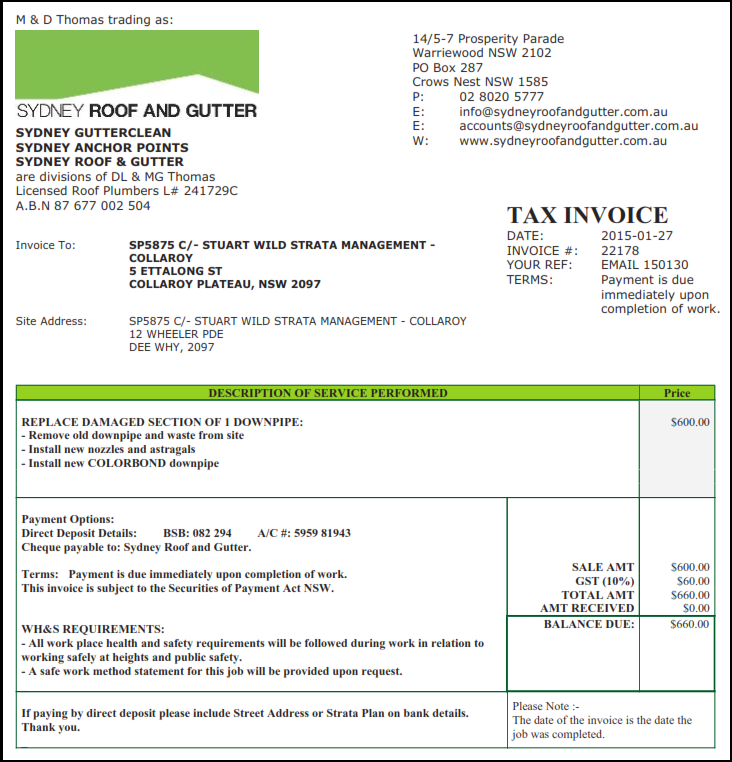 M & D Thomas trading as:
SYDNEY ROOF AND GUTTER
SYDNEY GUTTERCLEAN
SYDNEY ANCHOR POINTS
SYDNEY ROOF & GUTTER
are divisions of DL & MG Thomas
Licensed Roof Plumbers L# 241729C
A.B.N 87 677 002 504
14/5-7 Prosperity Parade
Warriewood NSW 2102
PO Box 287
Crows Nest NSW 1585
P: 02 8020 5777
E: info@sydneyroofandgutter.com.au
E: accounts@sydneyroofandgutter.com.au
W: www.sydneyroofandgutter.com.au
TAX INVOICE
DATE: 2015-01-27
INVOICE #: 22178
YOUR REF: EMAIL 150130
TERMS: Payment is due
immediately upon
completion of work.
Invoice To: SP5875 C/- STUART WILD STRATA MANAGEMENT -
COLLAROY
5 ETTALONG ST
COLLAROY PLATEAU, NSW 2097
Site Address: SP5875 C/- STUART WILD STRATA MANAGEMENT - COLLAROY
12 WHEELER PDE
DEE WHY, 2097
DESCRIPTION OF SERVICE PERFORMED Price
REPLACE DAMAGED SECTION OF 1 DOWNPIPE: $600.00
- Remove old downpipe and waste from site
- Install new nozzles and astragals
- Install new COLORBOND downpipe
Payment Options:
Direct Deposit Details: BSB: 082 294 A/C #: 5959 81943
Cheque payable to: Sydney Roof and Gutter.
Terms: Payment is due immediately upon completion of work.
This invoice is subject to the Securities of Payment Act NSW.
WH&S REQUIREMENTS:
- All work place health and safety requirements will be followed during work in relation to
working safely at heights and public safety.
- A safe work method statement for this job will be provided upon request.
SALE AMT $600.00
GST (10%) $60.00
TOTAL AMT $660.00
AMT RECEIVED $0.00
BALANCE DUE: $660.00
If paying by direct deposit please include Street Address or Strata Plan on bank details.
Thank you.
Please Note :-
The date of the invoice is the date the
job was completed.